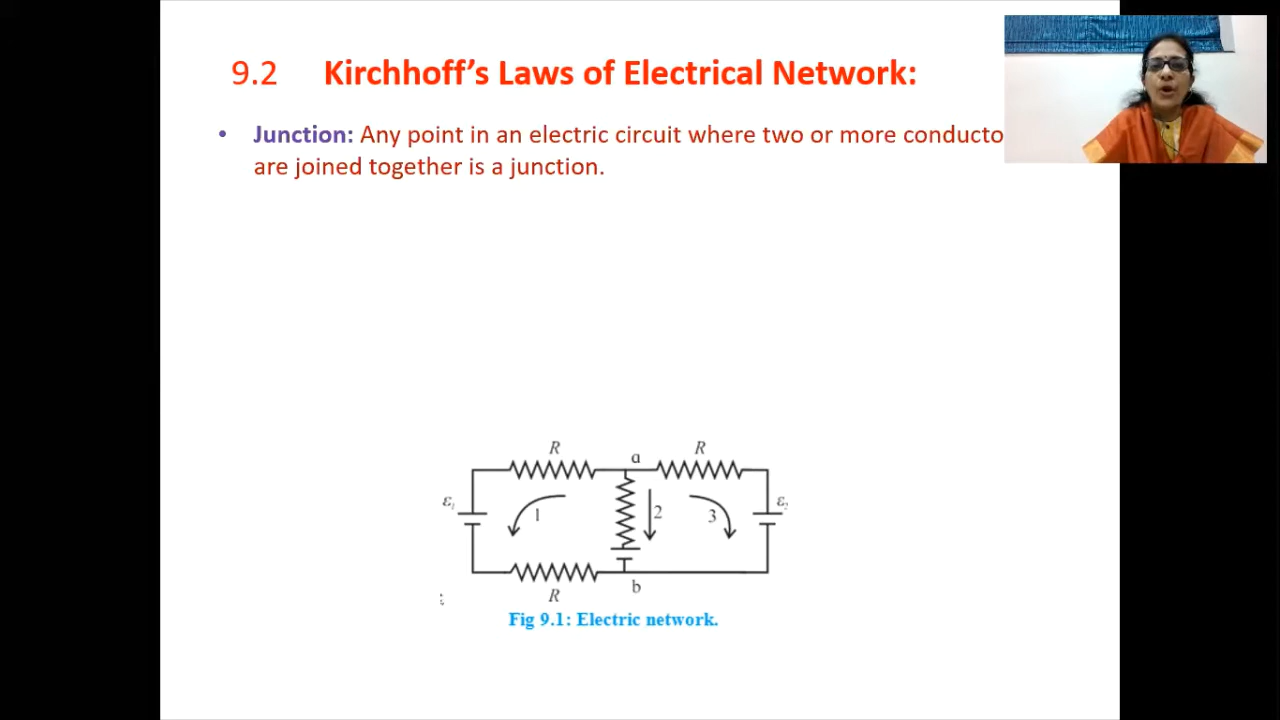 9.2 Kirchhoff's Laws of Electrical Network:
• Junction: Any point in an electric circuit where two or more conducto
are joined together is a junction.
R
a
R
ε₁
ε₂
1
2
3
R
b
Fig 9.1: Electric network.